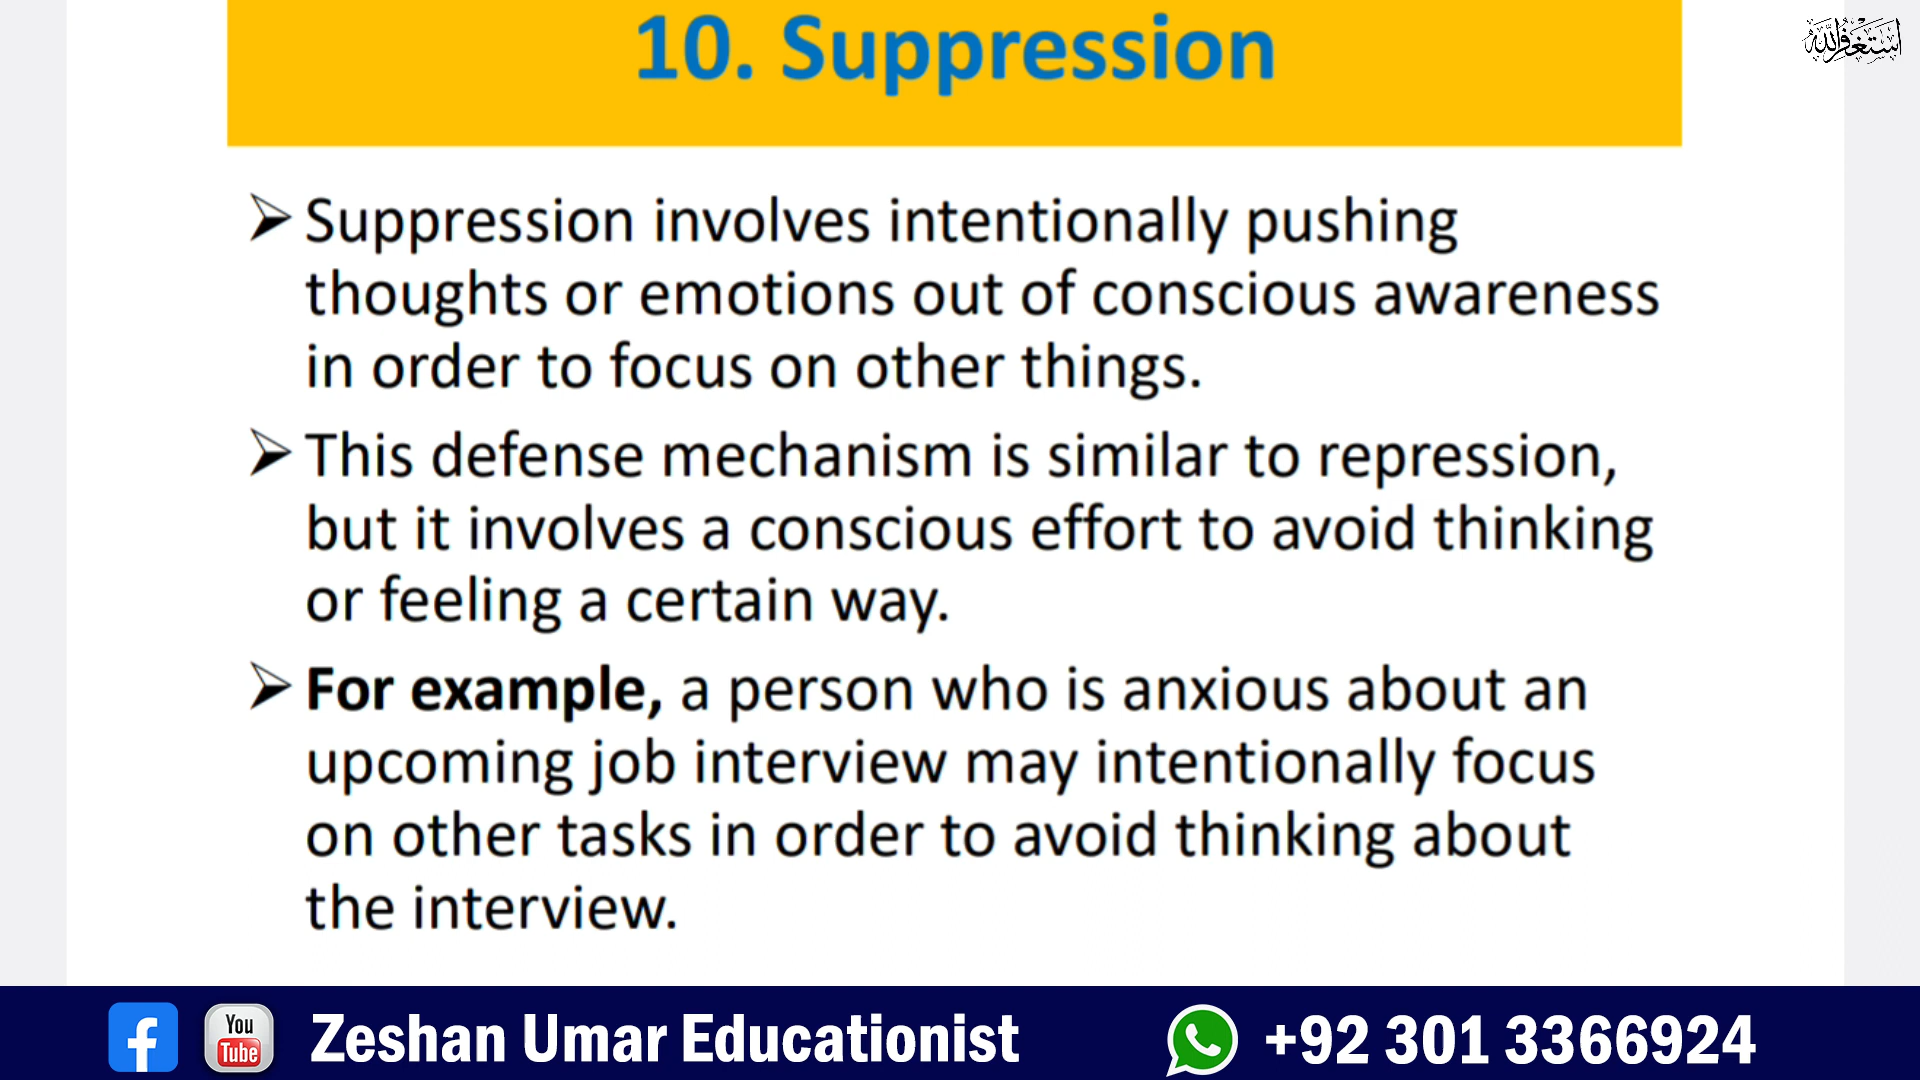 10. Suppression
استغفر الله
➢ Suppression involves intentionally pushing
thoughts or emotions out of conscious awareness
in order to focus on other things.
➢ This defense mechanism is similar to repression,
but it involves a conscious effort to avoid thinking
or feeling a certain way.
➢ For example, a person who is anxious about an
upcoming job interview may intentionally focus
on other tasks in order to avoid thinking about
the interview.
f You Tube Zeshan Umar Educationist +92 301 3366924